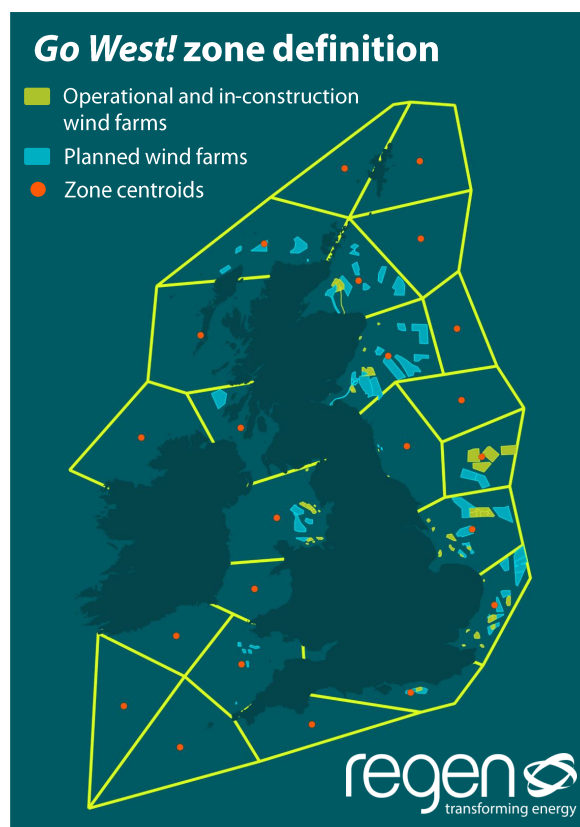 Go West! zone definition
Operational and in-construction
wind farms
Planned wind farms
Zone centroids
regen
transforming energy